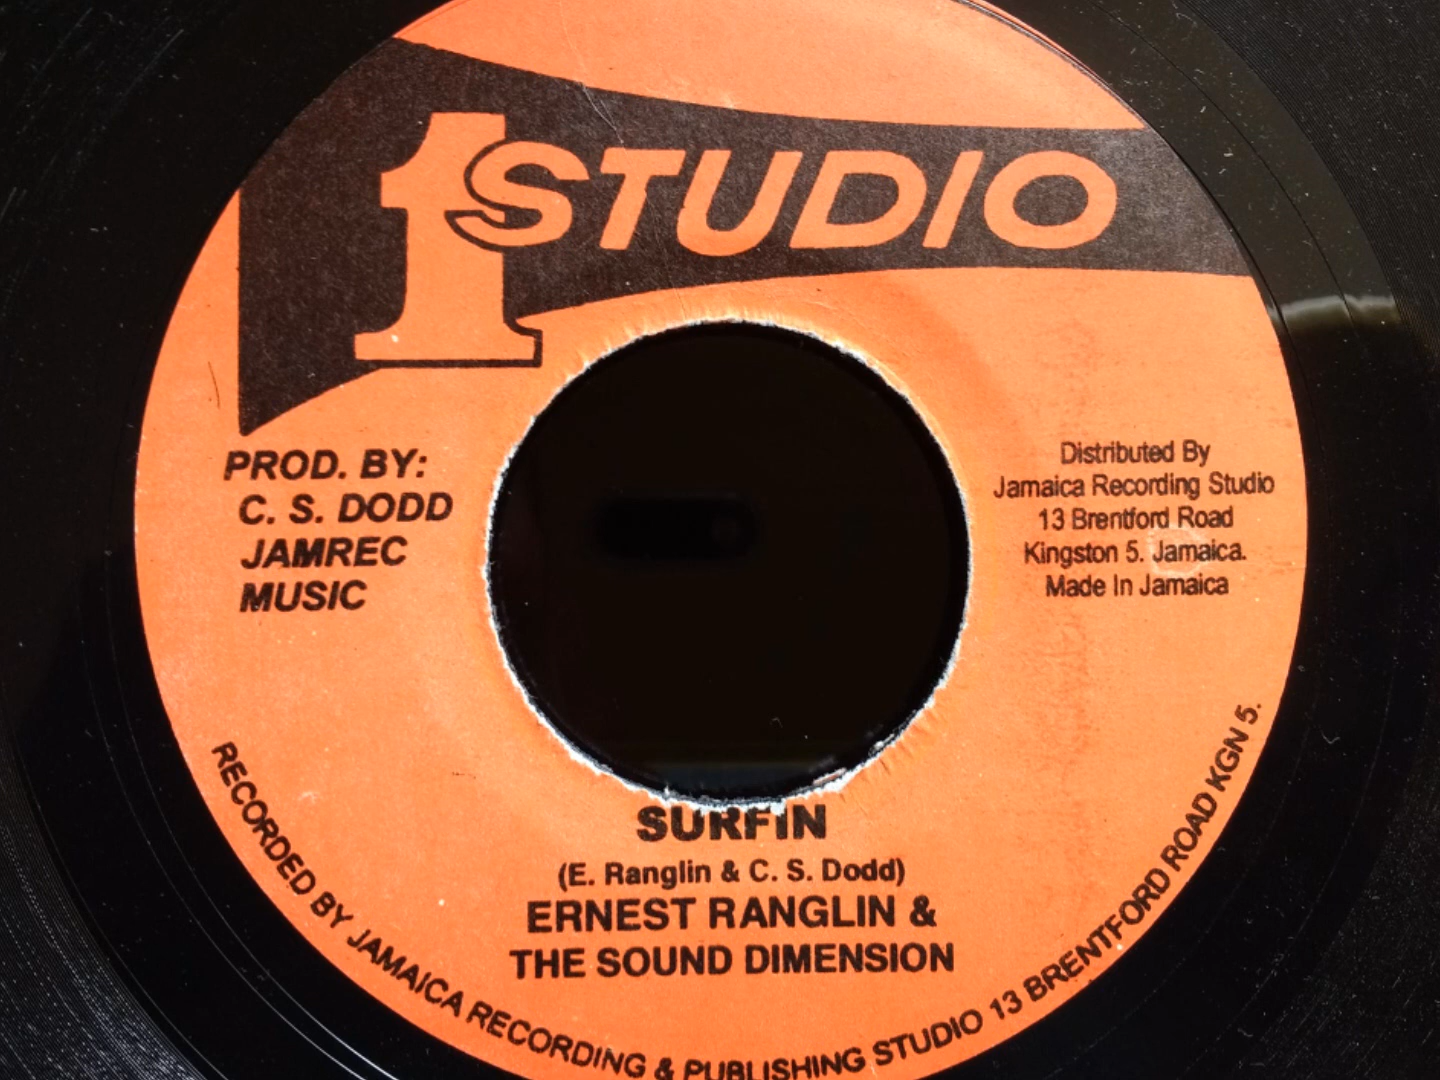 1 STUDIO
PROD. BY:
C. S. DODD
JAMREC
MUSIC
Distributed By
Jamaica Recording Studio
13 Brentford Road
Kingston 5. Jamaica.
Made In Jamaica
SURFIN
(E. Ranglin & C. S. Dodd)
ERNEST RANGLIN &
THE SOUND DIMENSION
RECORDED BY JAMAICA RECORDING & PUBLISHING STUDIO 13 BRENTFORD ROAD KGN 5.